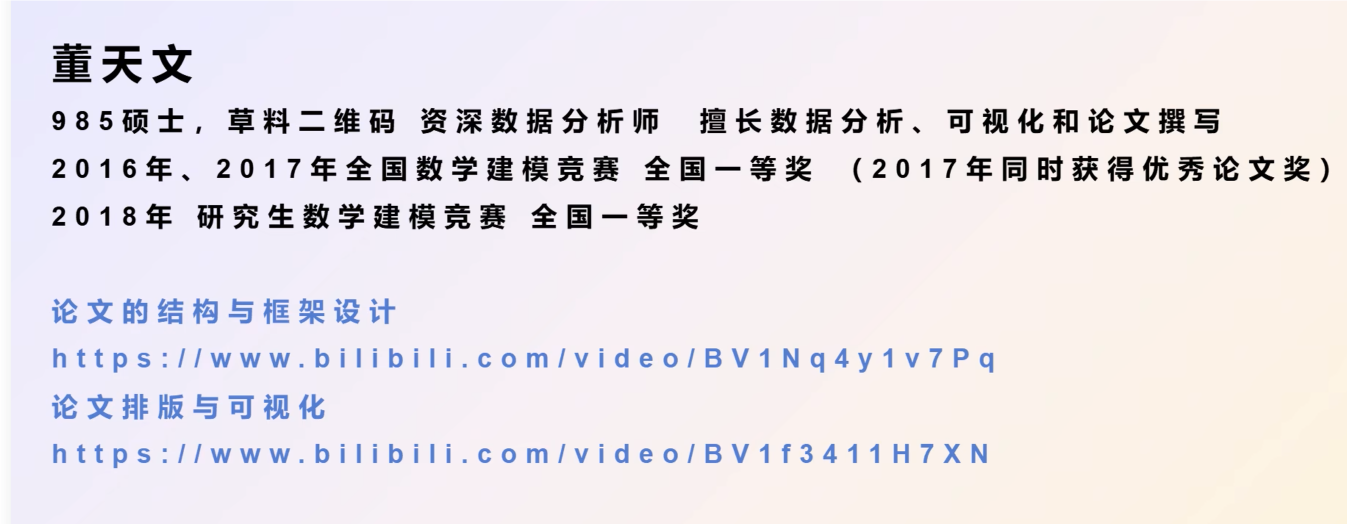 董天文
985硕士，草料二维码 资深数据分析师  擅长数据分析、可视化和论文撰写
2016年、2017年全国数学建模竞赛 全国一等奖 （2017年同时获得优秀论文奖）
2018年 研究生数学建模竞赛 全国一等奖
论文的结构与框架设计
https://www.bilibili.com/video/BV1Nq4y1v7Pq
论文排版与可视化
https://www.bilibili.com/video/BV1f3411H7XN